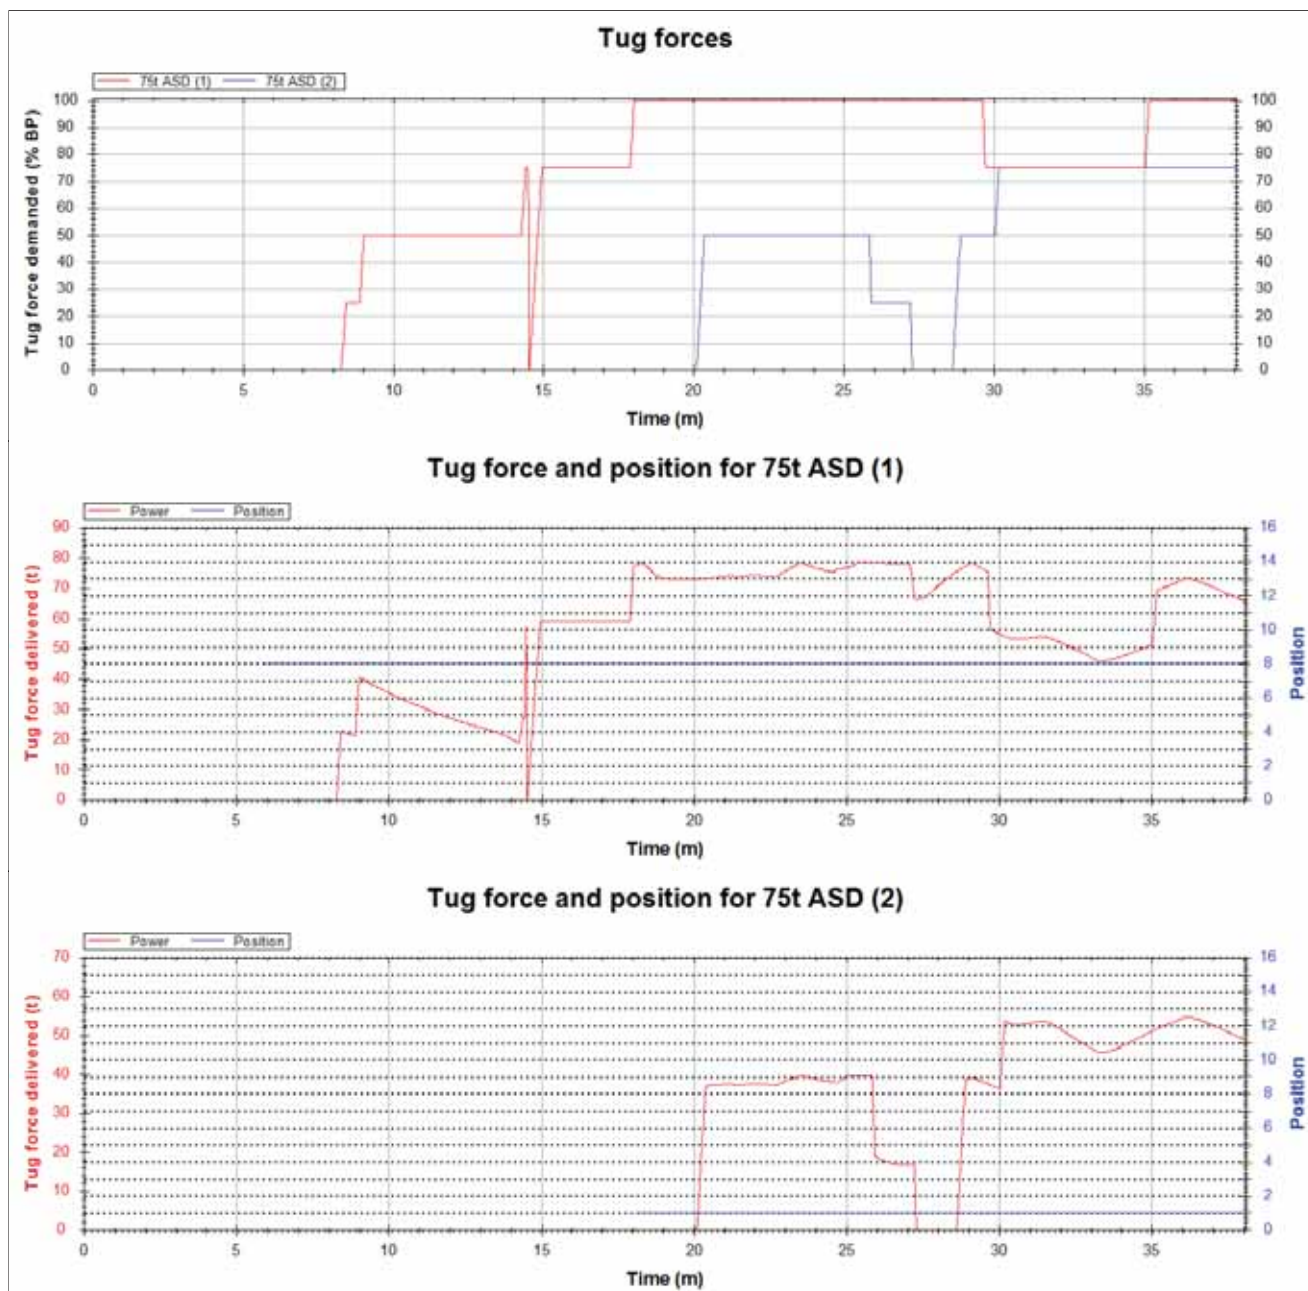 Tug forces
75t ASD (1) 75t ASD (2)
Tug force demanded (% BP)
100 100
90 90
80 80
70 70
60 60
50 50
40 40
30 30
20 20
10 10
0 0
0 5 10 15 20 25 30 35
Time (m)
Tug force and position for 75t ASD (1)
Power Position
Tug force delivered (t)
Position
90 16
80 14
70 12
60 10
50 8
40 6
30 4
20 2
10 0
0
0 5 10 15 20 25 30 35
Time (m)
Tug force and position for 75t ASD (2)
Power Position
Tug force delivered (t)
Position
70 16
60 14
50 12
40 10
30 8
20 6
10 4
0 2
0
0 5 10 15 20 25 30 35
Time (m)